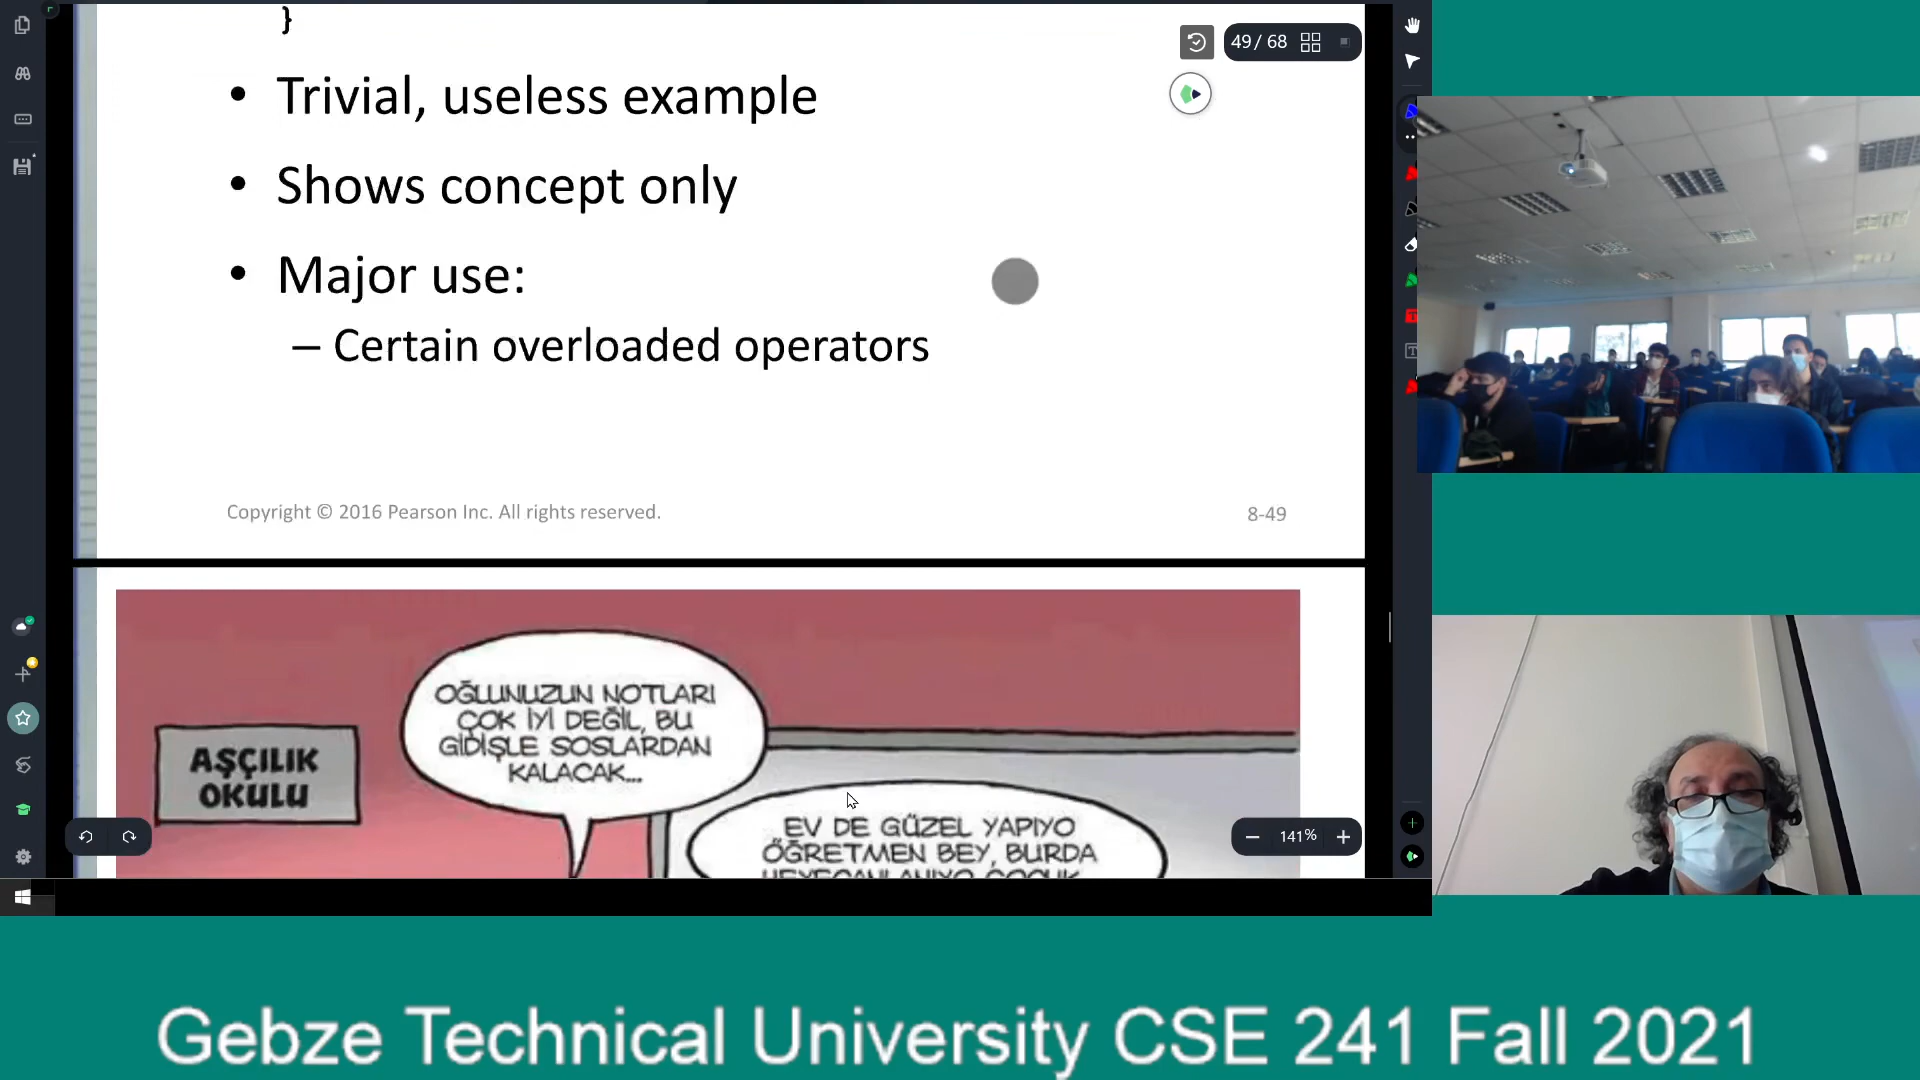 }
49 / 68
• Trivial, useless example
• Shows concept only
• Major use:
– Certain overloaded operators
Copyright © 2016 Pearson Inc. All rights reserved.
8-49
OĞLUNUZUN NOTLARI
ÇOK İYİ DEĞİL, BU
GİDİŞLE SOSLARDAN
KALACAK...
AŞÇILIK
OKULU
EV DE GÜZEL YAPIYO
ÖĞRETMEN BEY, BURDA
HEYECANLANIYO ÇOCUK
141%
Gebze Technical University CSE 241 Fall 2021